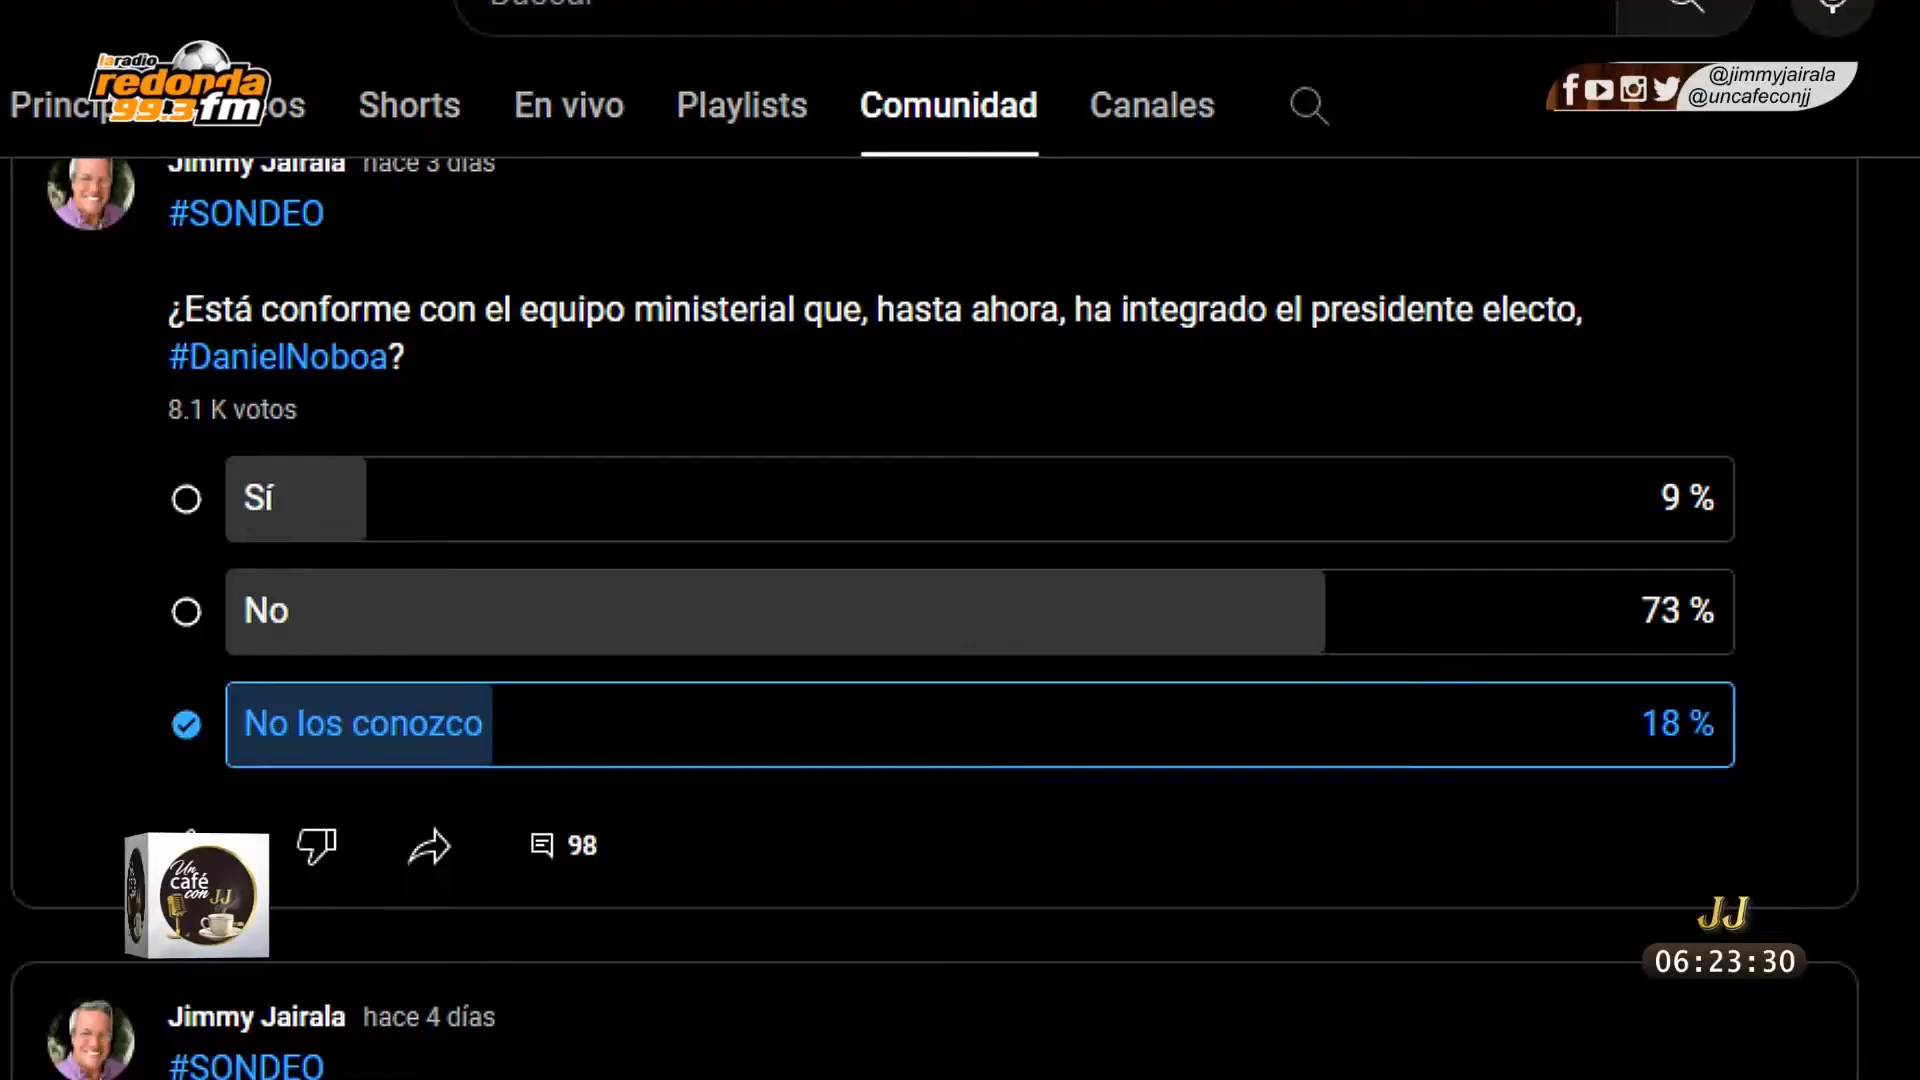 Buscar
laradio
redonda
99.3 fm
@jimmyjairala
@uncafeconjj
Shorts
En vivo
Playlists
Comunidad
Canales
Jimmy Jairala hace 3 días
#SONDEO
¿Está conforme con el equipo ministerial que, hasta ahora, ha integrado el presidente electo,
#DanielNoboa?
8.1 K votos
Sí 9 %
No 73 %
No los conozco 18 %
98
Un
café
con JJ
JJ
06:23:30
Jimmy Jairala hace 4 días
#SONDEO